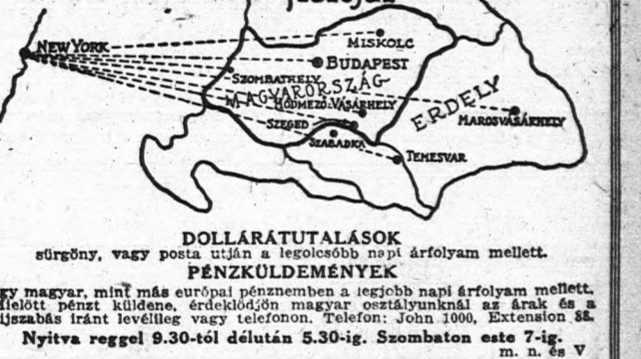 NEW YORK
MISKOLC
BUDAPEST
SZOMBATHELY
MAGYARORSZÁG
HÓDMEZŐ-VÁSÁRHELY
ERDÉLY
MAROSVÁSÁRHELY
SZEGED
SZABADKA
TEMESVAR
DOLLÁRÁTUTALÁSOK
sürgöny, vagy posta utján a legolcsóbb napi árfolyam mellett.
PÉNZKÜLDEMÉNYEK
gy magyar, mint más európai pénznemben a legjobb napi árfolyam mellett.
ielőtt pénzt küldene, érdeklődjön magyar osztályunknál az árak és a
ijszabás iránt levélileg vagy telefonon. Telefon: John 1000, Extension 88.
Nyitva reggel 9.30-tól délután 5.30-ig. Szombaton este 7-ig.
m. n. és V